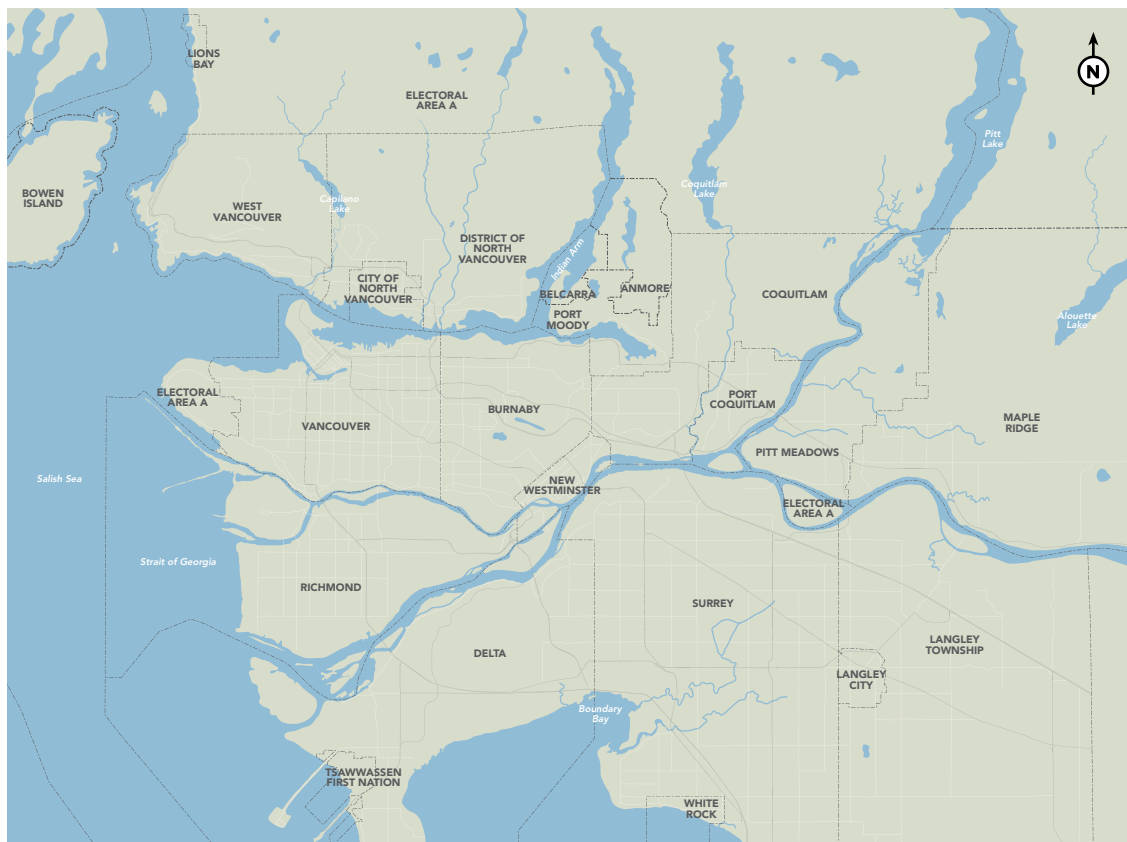 LIONS
BAY
ELECTORAL
AREA A
N
Pitt
Lake
BOWEN
ISLAND
WEST
VANCOUVER
Capilano
Lake
Coquitlam
Lake
DISTRICT OF
NORTH
VANCOUVER
Indian Arm
CITY OF
NORTH
VANCOUVER
BELCARRA
ANMORE
COQUITLAM
PORT
MOODY
Alouette
Lake
ELECTORAL
AREA A
VANCOUVER
BURNABY
PORT
COQUITLAM
MAPLE
RIDGE
PITT MEADOWS
Salish Sea
NEW
WESTMINSTER
ELECTORAL
AREA A
Strait of Georgia
RICHMOND
SURREY
DELTA
LANGLEY
TOWNSHIP
LANGLEY
CITY
Boundary
Bay
TSAWWASSEN
FIRST NATION
WHITE
ROCK